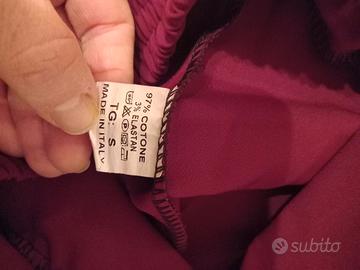 97% COTONE
3% ELASTAN
TG: S
MADE IN ITALY
subito